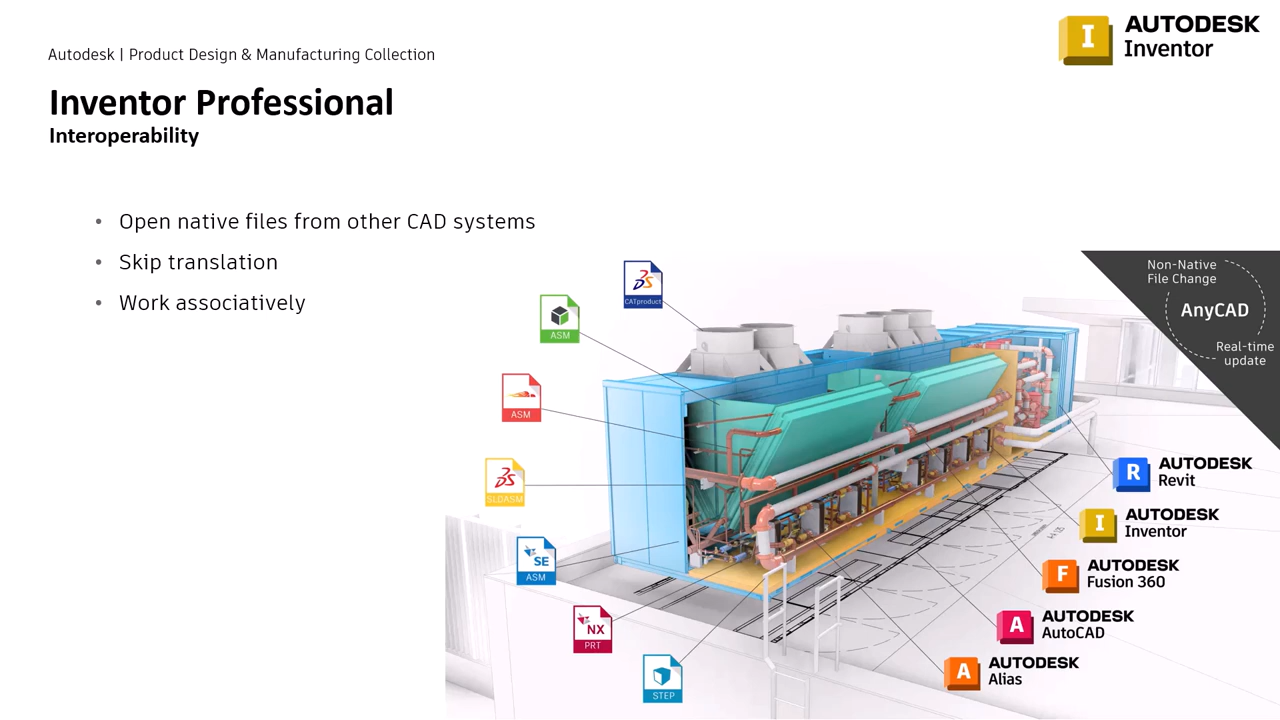 Autodesk | Product Design & Manufacturing Collection
AUTODESK
Inventor
I
Inventor Professional
Interoperability
• Open native files from other CAD systems
• Skip translation
• Work associatively
Non-Native
File Change
AnyCAD
Real-time
update
CATproduct
ASM
ASM
SLDASM
SE
ASM
NX
PRT
STEP
R
AUTODESK
Revit
I
AUTODESK
Inventor
F
AUTODESK
Fusion 360
A
AUTODESK
AutoCAD
A
AUTODESK
Alias